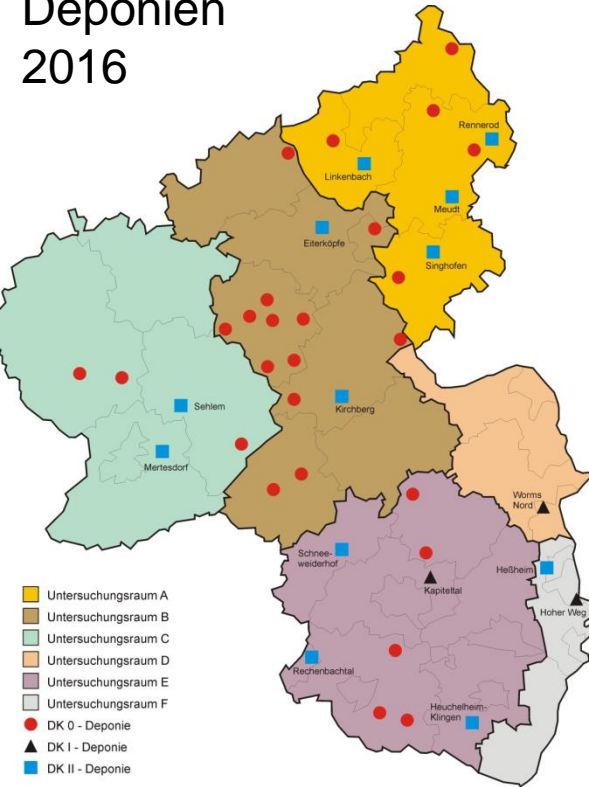 Deponien
2016
Rennerod
Linkenbach
Meudt
Eiterköpfe
Singhofen
Sehlem
Kirchberg
Mertesdorf
Worms
Nord
Schnee-
weiderhof
Heßheim
Kapiteltal
Hoher Weg
Rechenbachtal
Heuchelheim-
Klingen
Untersuchungsraum A
Untersuchungsraum B
Untersuchungsraum C
Untersuchungsraum D
Untersuchungsraum E
Untersuchungsraum F
DK 0 - Deponie
DK I - Deponie
DK II - Deponie